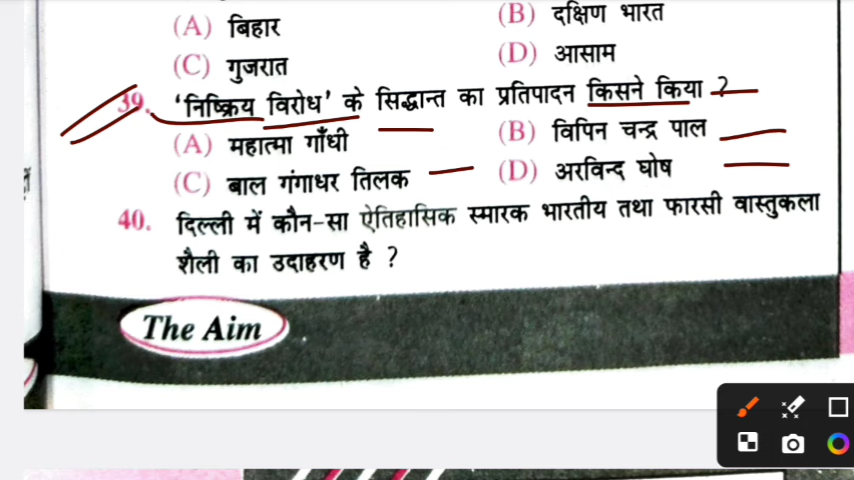 (A) बिहार (B) दक्षिण भारत
(C) गुजरात (D) आसाम
39. 'निष्क्रिय विरोध' के सिद्धान्त का प्रतिपादन किसने किया ?
(A) महात्मा गाँधी (B) विपिन चन्द्र पाल
(C) बाल गंगाधर तिलक (D) अरविन्द घोष
40. दिल्ली में कौन-सा ऐतिहासिक स्मारक भारतीय तथा फारसी वास्तुकला
शैली का उदाहरण है ?
The Aim